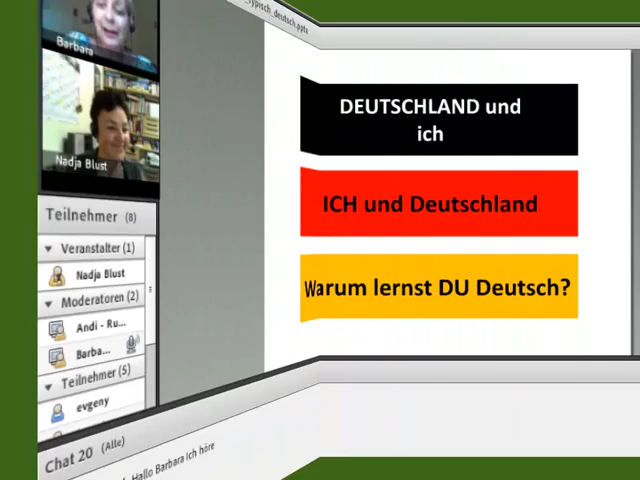 _typisch_deutsch.pptx
Barbara
Nadja Blust
DEUTSCHLAND und
ich
ICH und Deutschland
Warum lernst DU Deutsch?
Teilnehmer (8)
Veranstalter (1)
Nadja Blust
Moderatoren (2)
Andi - Ru...
Barba...
Teilnehmer (5)
evgeny
Chat 20 (Alle)
Hallo Barbara Ich höre